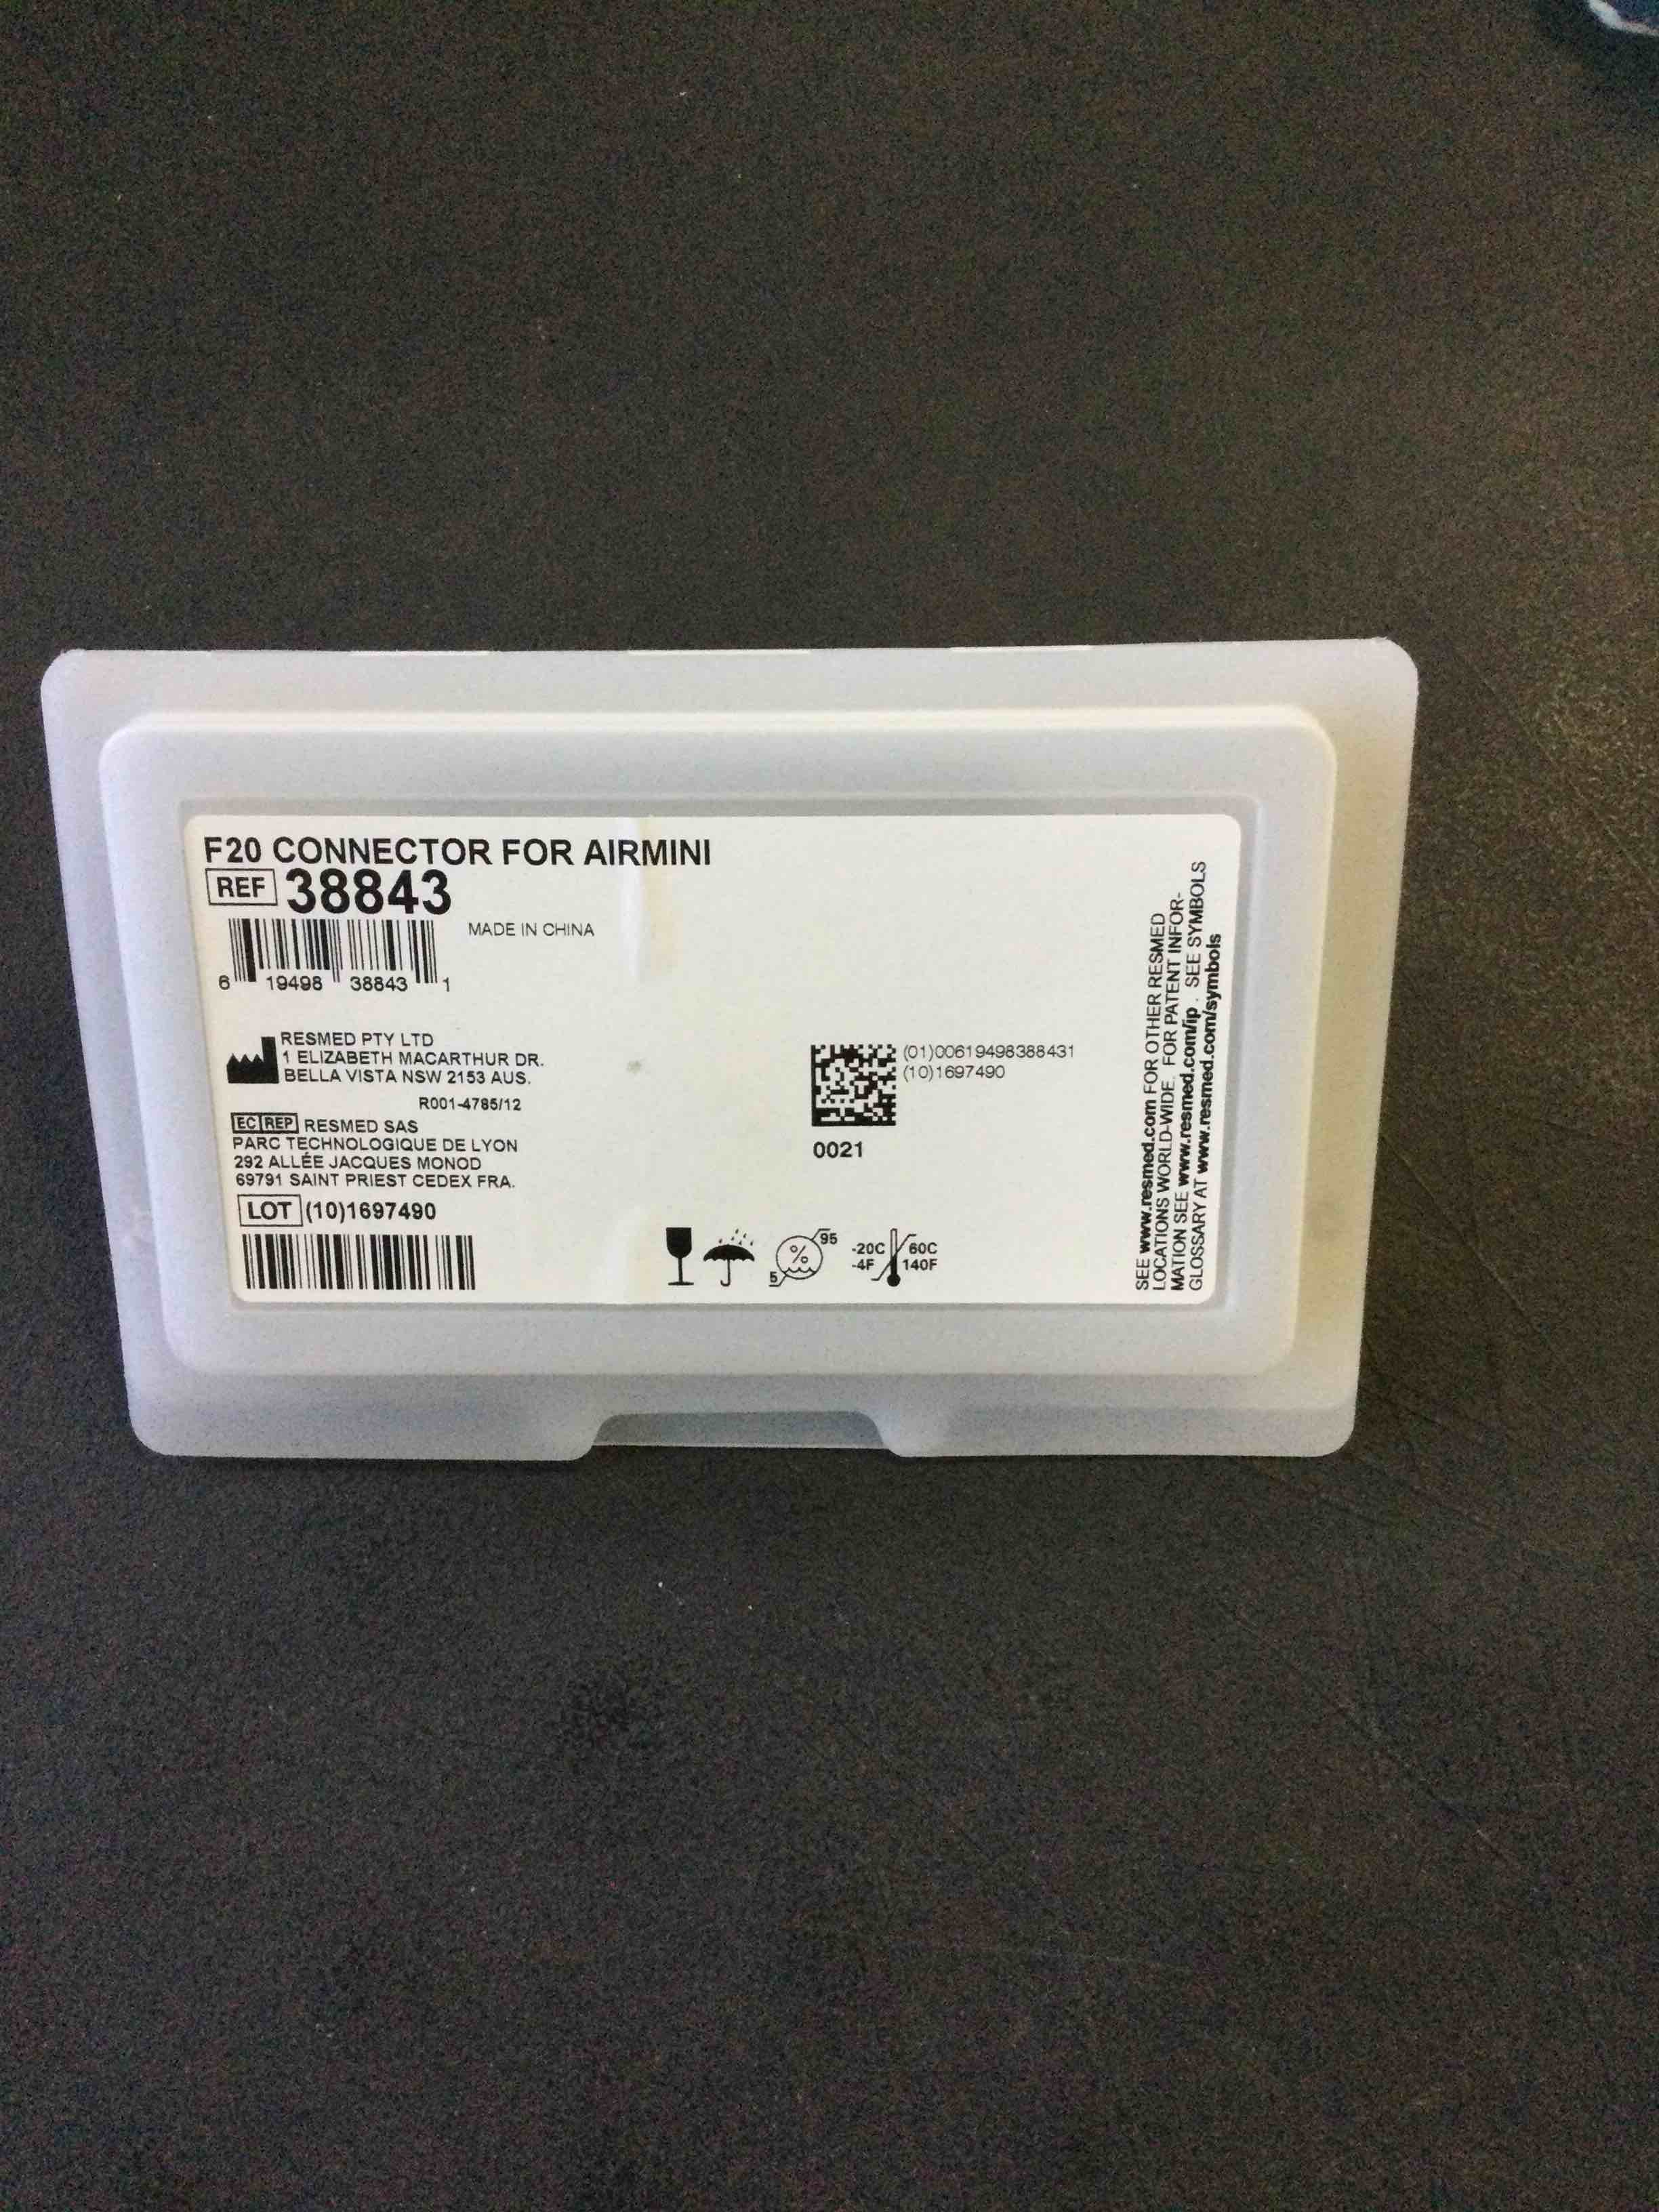 F20 CONNECTOR FOR AIRMINI
REF 38843
MADE IN CHINA
6 19498 38843 1
RESMED PTY LTD
1 ELIZABETH MACARTHUR DR.
BELLA VISTA NSW 2153 AUS.
R001-4785/12
EC REP RESMED SAS
PARC TECHNOLOGIQUE DE LYON
292 ALLÉE JACQUES MONOD
69791 SAINT PRIEST CEDEX FRA.
LOT (10)1697490
(01)00619498388431
(10)1697490
0021
% 95
5
-20C 60C
-4F 140F
SEE www.resmed.com FOR OTHER RESMED
LOCATIONS WORLD-WIDE. FOR PATENT INFOR-
MATION SEE www.resmed.com/ip . SEE SYMBOLS
GLOSSARY AT www.resmed.com/symbols